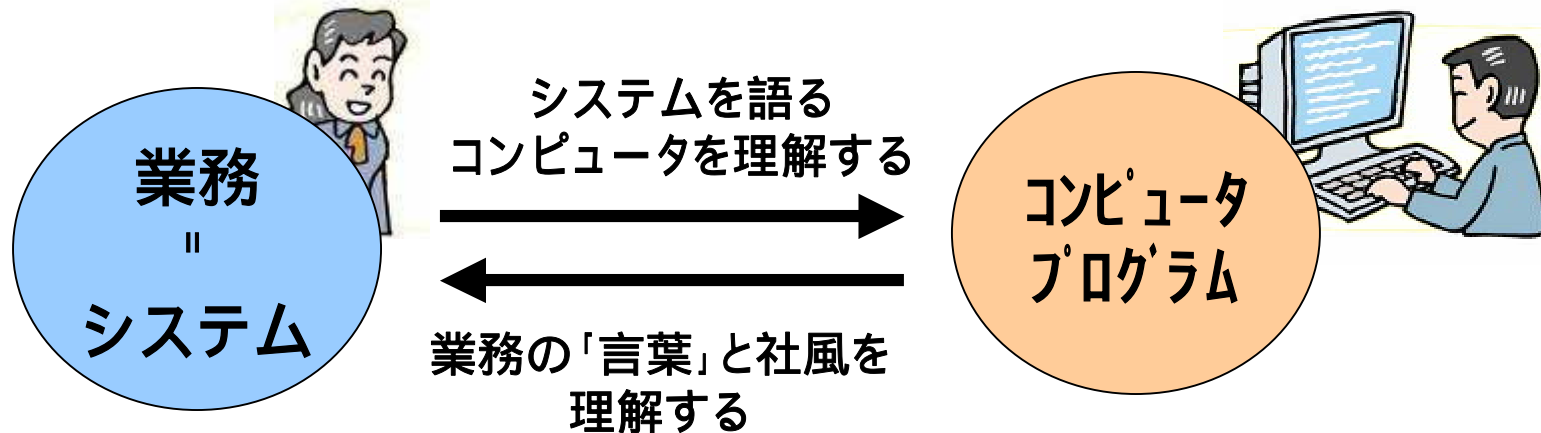 業務
=
システム
システムを語る
コンピュータを理解する
業務の「言葉」と社風を
理解する
コンピュータ
プログラム